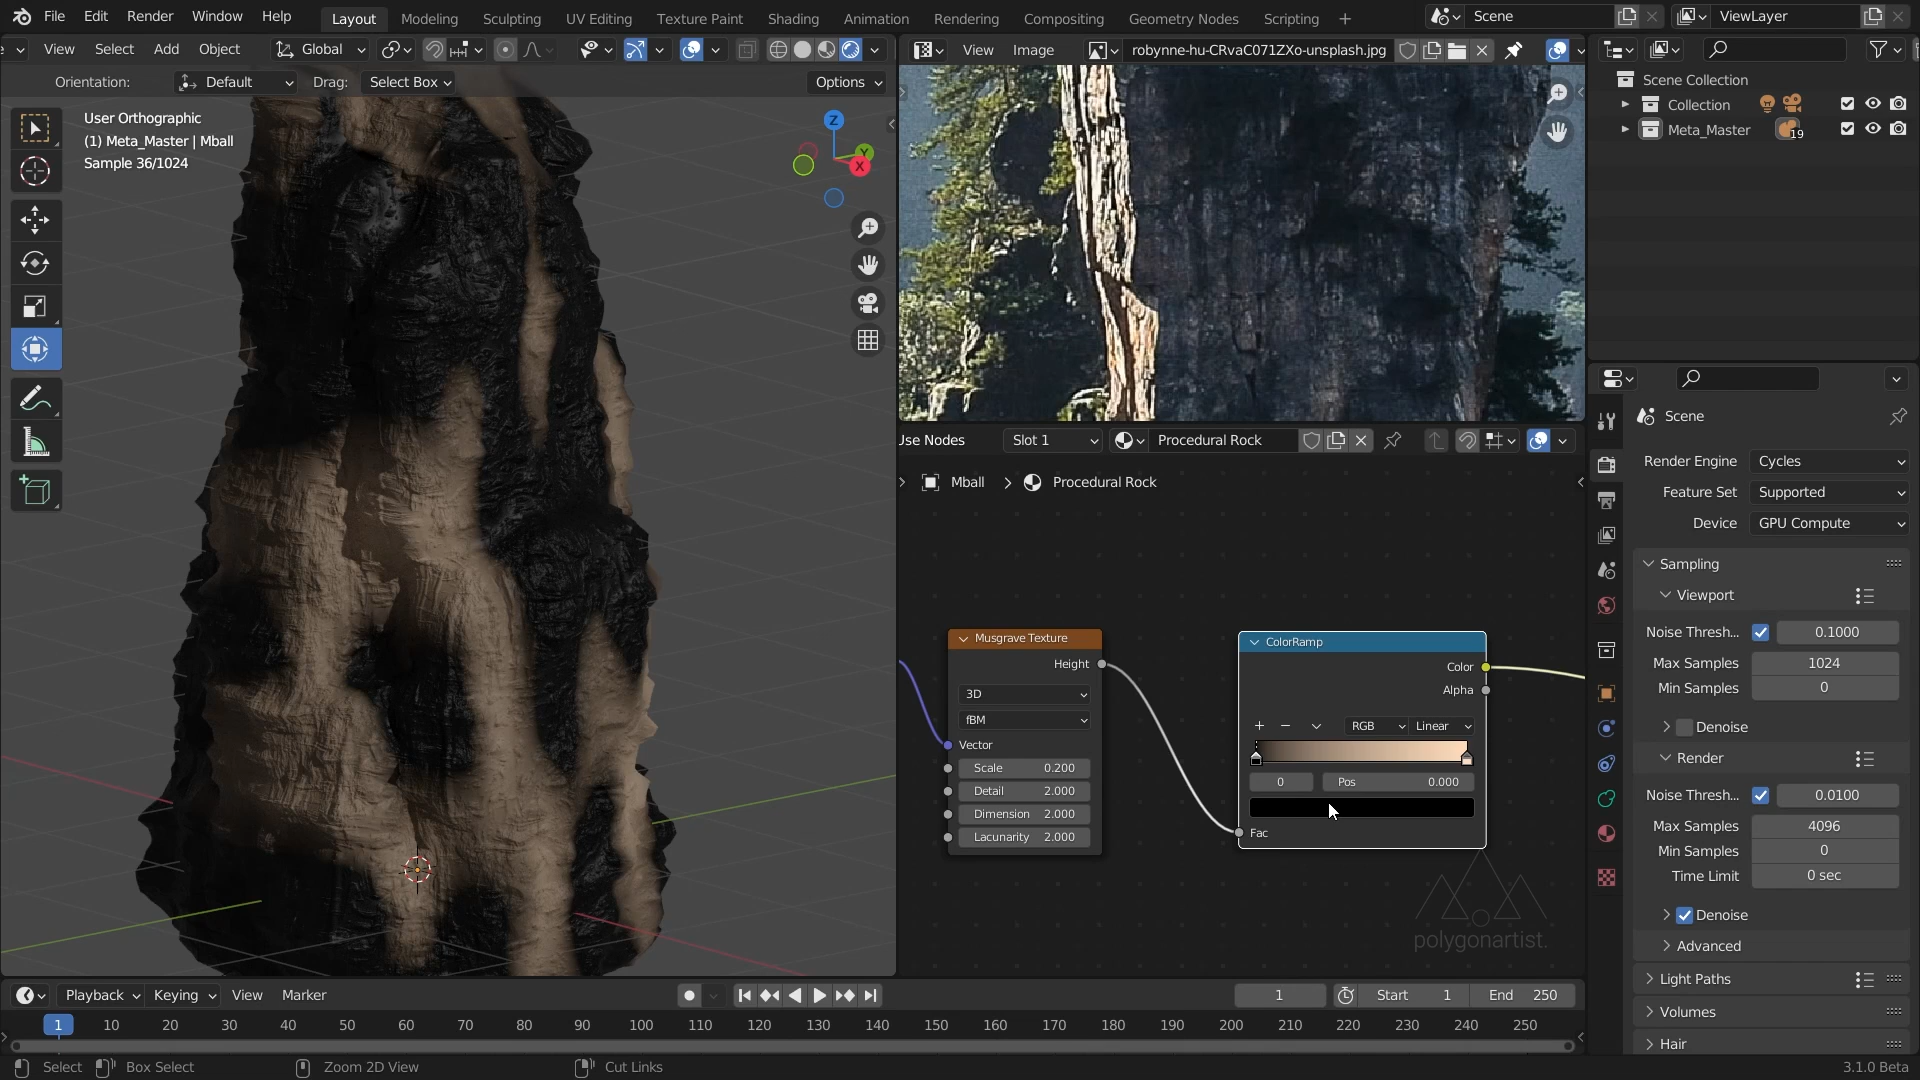 File Edit Render Window Help Layout Modeling Sculpting UV Editing Texture Paint Shading Animation Rendering Compositing Geometry Nodes Scripting + Scene ViewLayer
e View Select Add Object Global View Image robynne-hu-CRvaC071ZXo-unsplash.jpg
Orientation: Default Drag: Select Box Options
User Orthographic
(1) Meta_Master | Mball
Sample 36/1024
Z
Y
X
Scene Collection
Collection
Meta_Master 19
Scene
Render Engine Cycles
Feature Set Supported
Device GPU Compute
Sampling
Viewport
Noise Thresh... 0.1000
Max Samples 1024
Min Samples 0
Denoise
Render
Noise Thresh... 0.0100
Max Samples 4096
Min Samples 0
Time Limit 0 sec
Denoise
Advanced
Light Paths
Volumes
Hair
Use Nodes Slot 1 Procedural Rock
Mball > Procedural Rock
Musgrave Texture
Height
3D
fBM
Vector
Scale 0.200
Detail 2.000
Dimension 2.000
Lacunarity 2.000
ColorRamp
Color
Alpha
+ − RGB Linear
0 Pos 0.000
Fac
polygonartist.
Playback Keying View Marker 1 Start 1 End 250
1 10 20 30 40 50 60 70 80 90 100 110 120 130 140 150 160 170 180 190 200 210 220 230 240 250
Select Box Select Zoom 2D View Cut Links 3.1.0 Beta